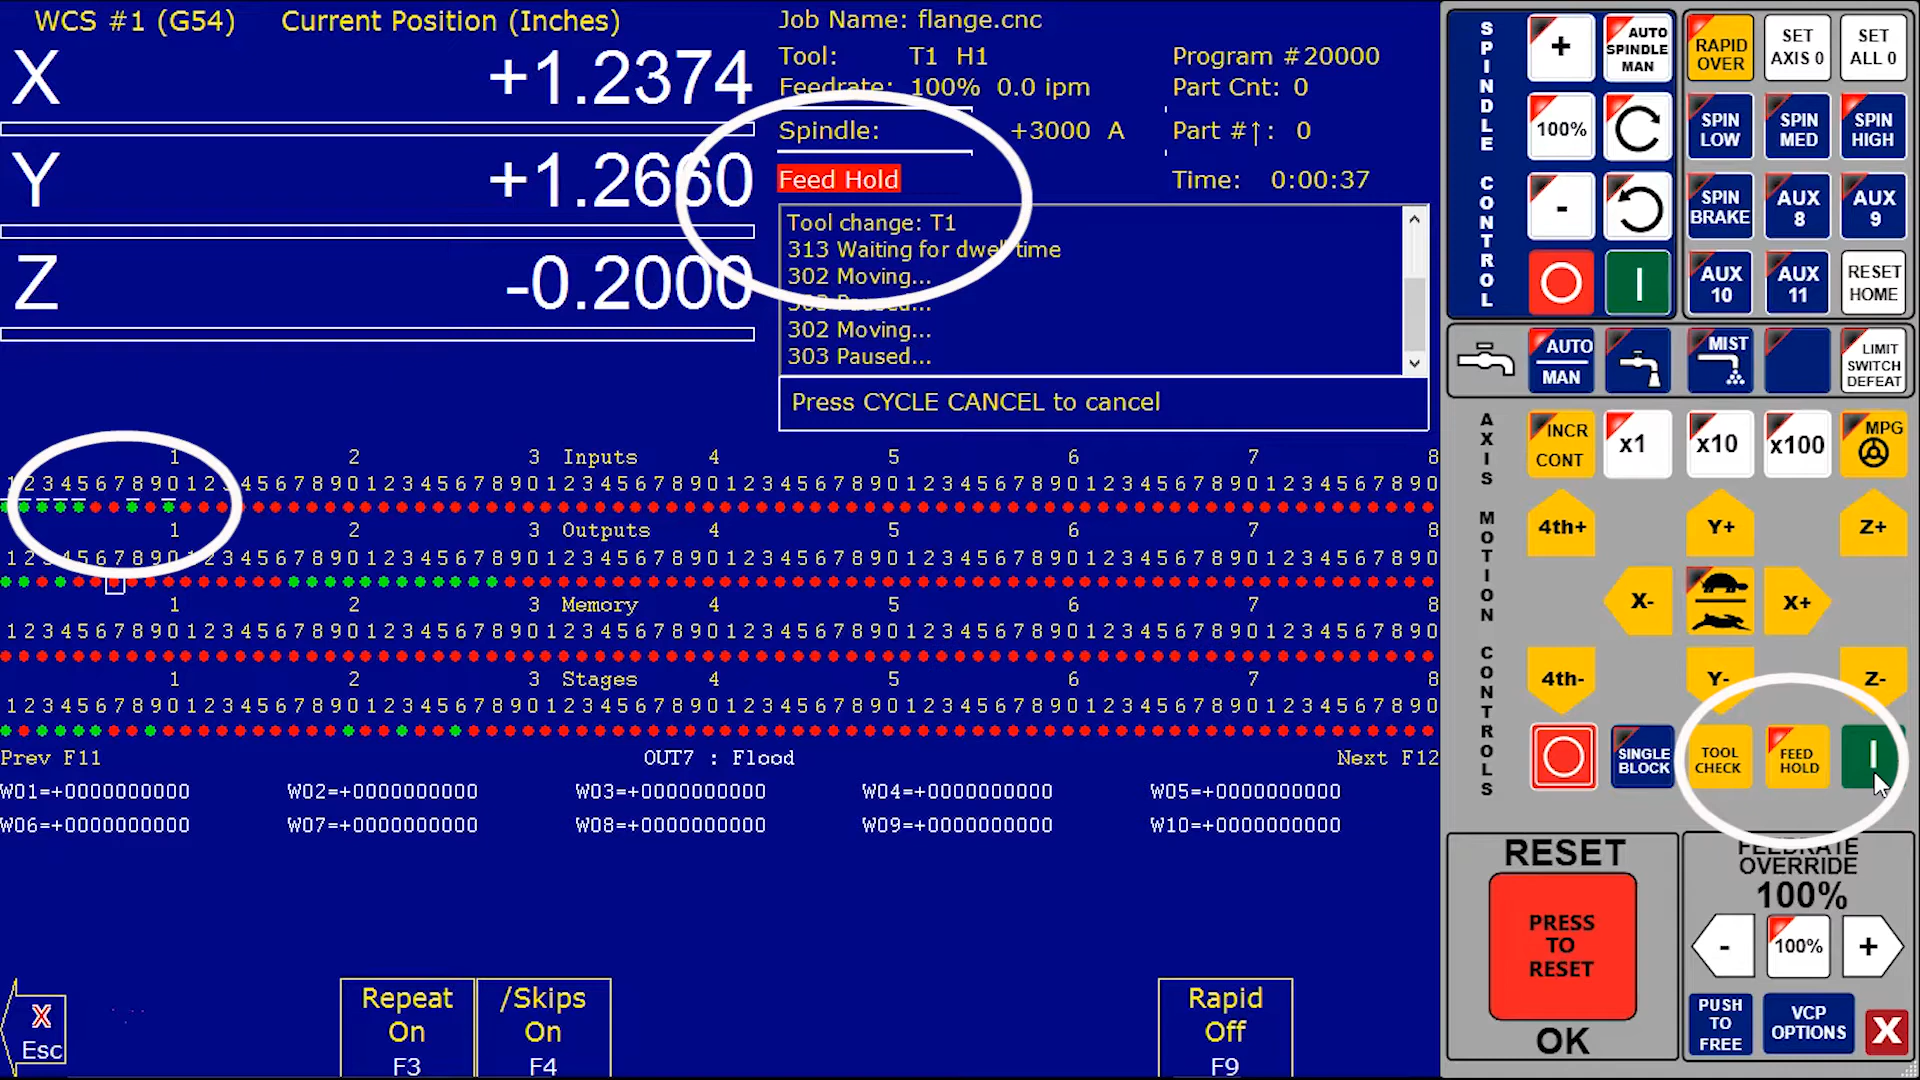 WCS #1 (G54) Current Position (Inches)
X +1.2374
Y +1.2660
Z -0.2000
Job Name: flange.cnc
Tool: T1 H1 Program #20000
Feedrate: 100% 0.0 ipm Part Cnt: 0
Spindle: +3000 A Part #↑: 0
Feed Hold Time: 0:00:37
Tool change: T1
313 Waiting for dwell time
302 Moving...
303 Paused...
302 Moving...
303 Paused...
Press CYCLE CANCEL to cancel
1 2 3 Inputs 4 5 6 7 8
12345678901234567890123456789012345678901234567890123456789012345678901234567890
1 2 3 Outputs 4 5 6 7 8
12345678901234567890123456789012345678901234567890123456789012345678901234567890
1 2 3 Memory 4 5 6 7 8
12345678901234567890123456789012345678901234567890123456789012345678901234567890
1 2 3 Stages 4 5 6 7 8
12345678901234567890123456789012345678901234567890123456789012345678901234567890
Prev F11 OUT7 : Flood Next F12
W01=+0000000000 W02=+0000000000 W03=+0000000000 W04=+0000000000 W05=+0000000000
W06=+0000000000 W07=+0000000000 W08=+0000000000 W09=+0000000000 W10=+0000000000
X
Esc
Repeat
On
F3
/Skips
On
F4
Rapid
Off
F9
SPINDLE CONTROL
+
AUTO
SPINDLE
MAN
100%
-
RAPID
OVER
SET
AXIS 0
SET
ALL 0
SPIN
LOW
SPIN
MED
SPIN
HIGH
SPIN
BRAKE
AUX
8
AUX
9
AUX
10
AUX
11
RESET
HOME
AUTO
MAN
MIST
LIMIT
SWITCH
DEFEAT
AXIS MOTION CONTROLS
INCR
CONT
x1
x10
x100
MPG
4th+
Y+
Z+
X-
X+
4th-
Y-
Z-
SINGLE
BLOCK
TOOL
CHECK
FEED
HOLD
RESET
PRESS
TO
RESET
OK
FEEDRATE
OVERRIDE
100%
-
100%
+
PUSH
TO
FREE
VCP
OPTIONS
X